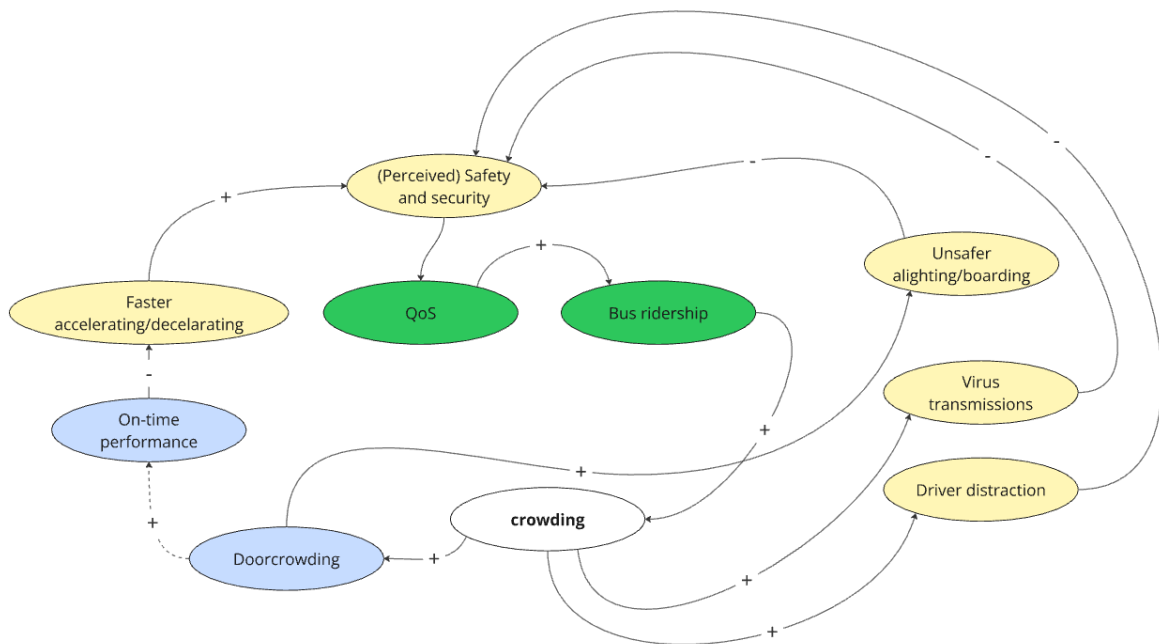 -
-
(Perceived) Safety
and security
-
+
+
Unsafer
alighting/boarding
Faster
accelerating/decelarating
QoS
Bus ridership
-
Virus
transmissions
On-time
performance
+
+
Driver distraction
+
crowding
+
Doorcrowding
+
+